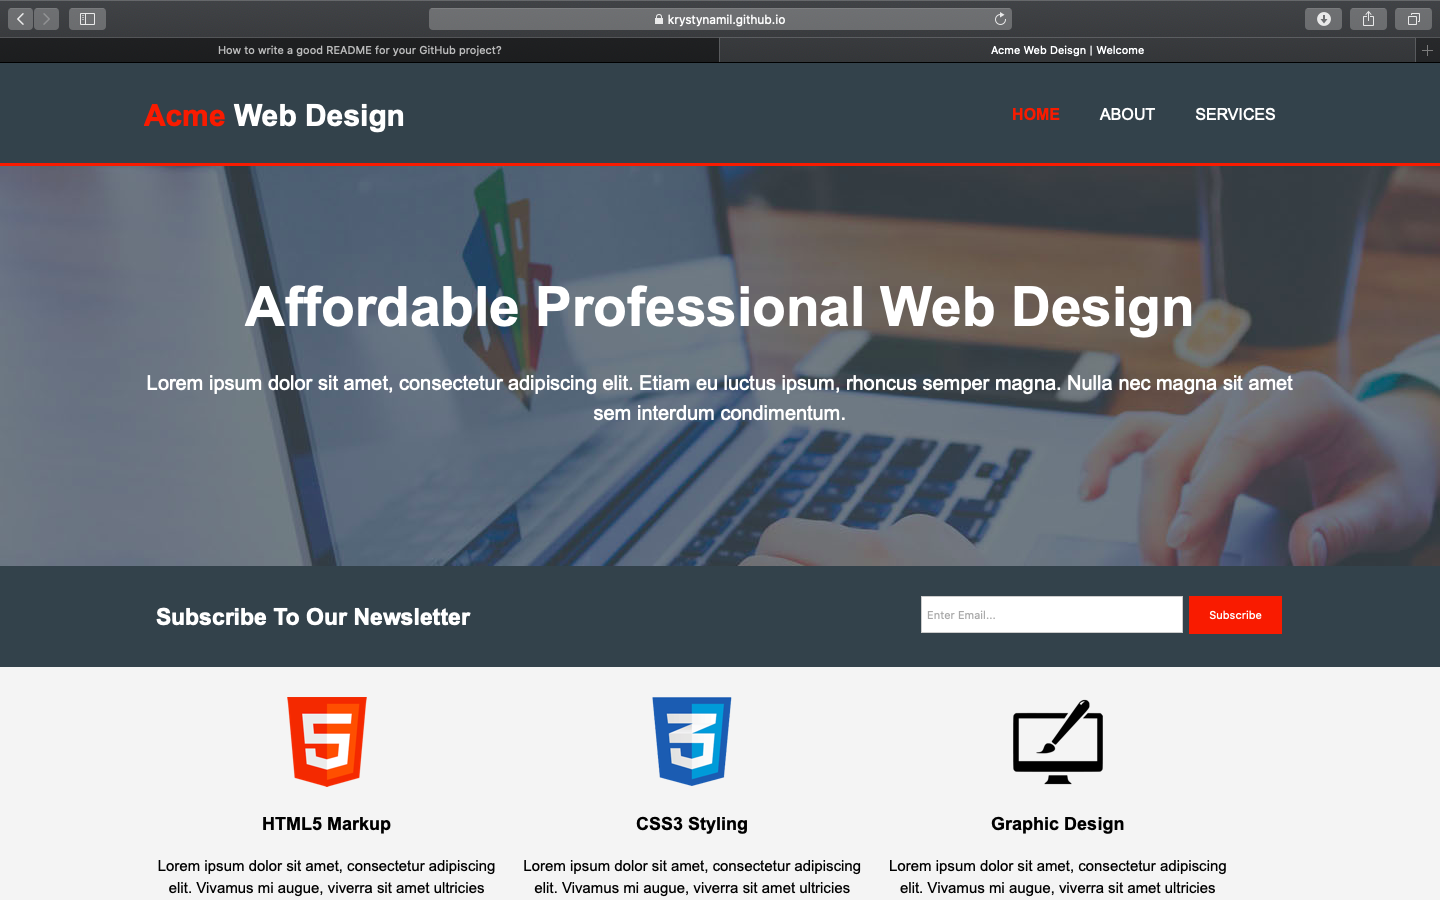 krystynamil.github.io
How to write a good README for your GitHub project?
Acme Web Deisgn | Welcome
Acme Web Design
HOME ABOUT SERVICES
Affordable Professional Web Design
Lorem ipsum dolor sit amet, consectetur adipiscing elit. Etiam eu luctus ipsum, rhoncus semper magna. Nulla nec magna sit amet
sem interdum condimentum.
Subscribe To Our Newsletter
Enter Email...
Subscribe
HTML5 Markup
Lorem ipsum dolor sit amet, consectetur adipiscing
elit. Vivamus mi augue, viverra sit amet ultricies
CSS3 Styling
Lorem ipsum dolor sit amet, consectetur adipiscing
elit. Vivamus mi augue, viverra sit amet ultricies
Graphic Design
Lorem ipsum dolor sit amet, consectetur adipiscing
elit. Vivamus mi augue, viverra sit amet ultricies